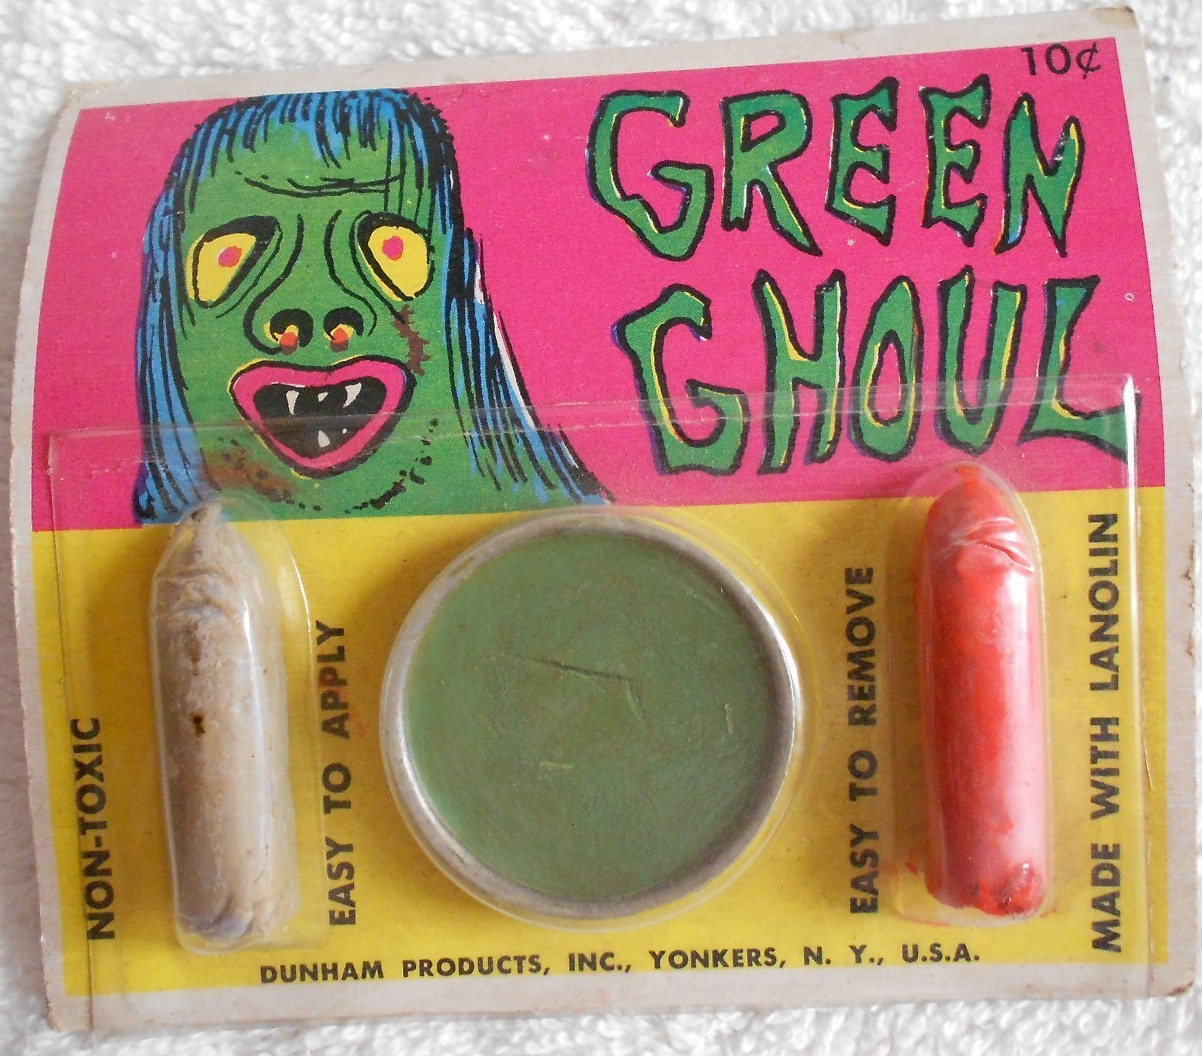 10¢
GREEN
GHOUL
NON-TOXIC
EASY TO APPLY
EASY TO REMOVE
MADE WITH LANOLIN
DUNHAM PRODUCTS, INC., YONKERS, N. Y., U.S.A.